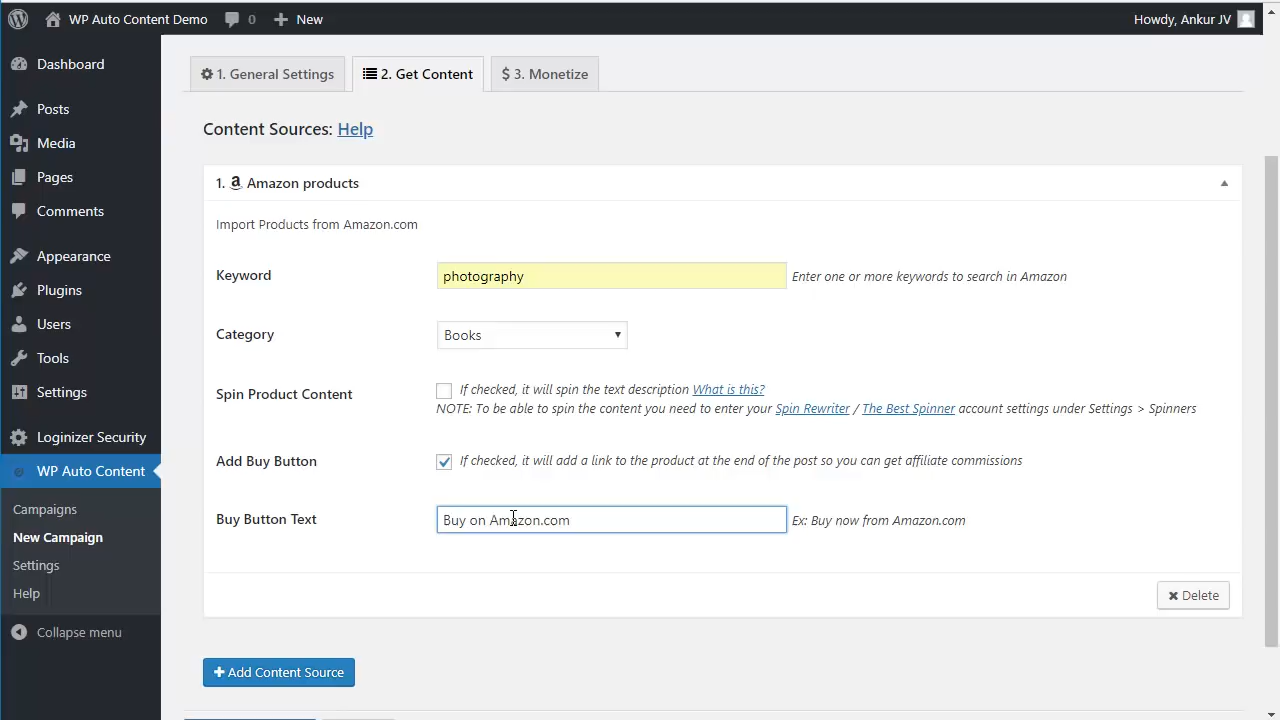 WP Auto Content Demo 0 New Howdy, Ankur JV
Dashboard
Posts
Media
Pages
Comments
Appearance
Plugins
Users
Tools
Settings
Loginizer Security
WP Auto Content
Campaigns
New Campaign
Settings
Help
Collapse menu
1. General Settings 2. Get Content $ 3. Monetize
Content Sources: Help
1. Amazon products
Import Products from Amazon.com
Keyword photography Enter one or more keywords to search in Amazon
Category Books
Spin Product Content If checked, it will spin the text description What is this?
NOTE: To be able to spin the content you need to enter your Spin Rewriter / The Best Spinner account settings under Settings > Spinners
Add Buy Button If checked, it will add a link to the product at the end of the post so you can get affiliate commissions
Buy Button Text Buy on Amazon.com Ex: Buy now from Amazon.com
Delete
Add Content Source